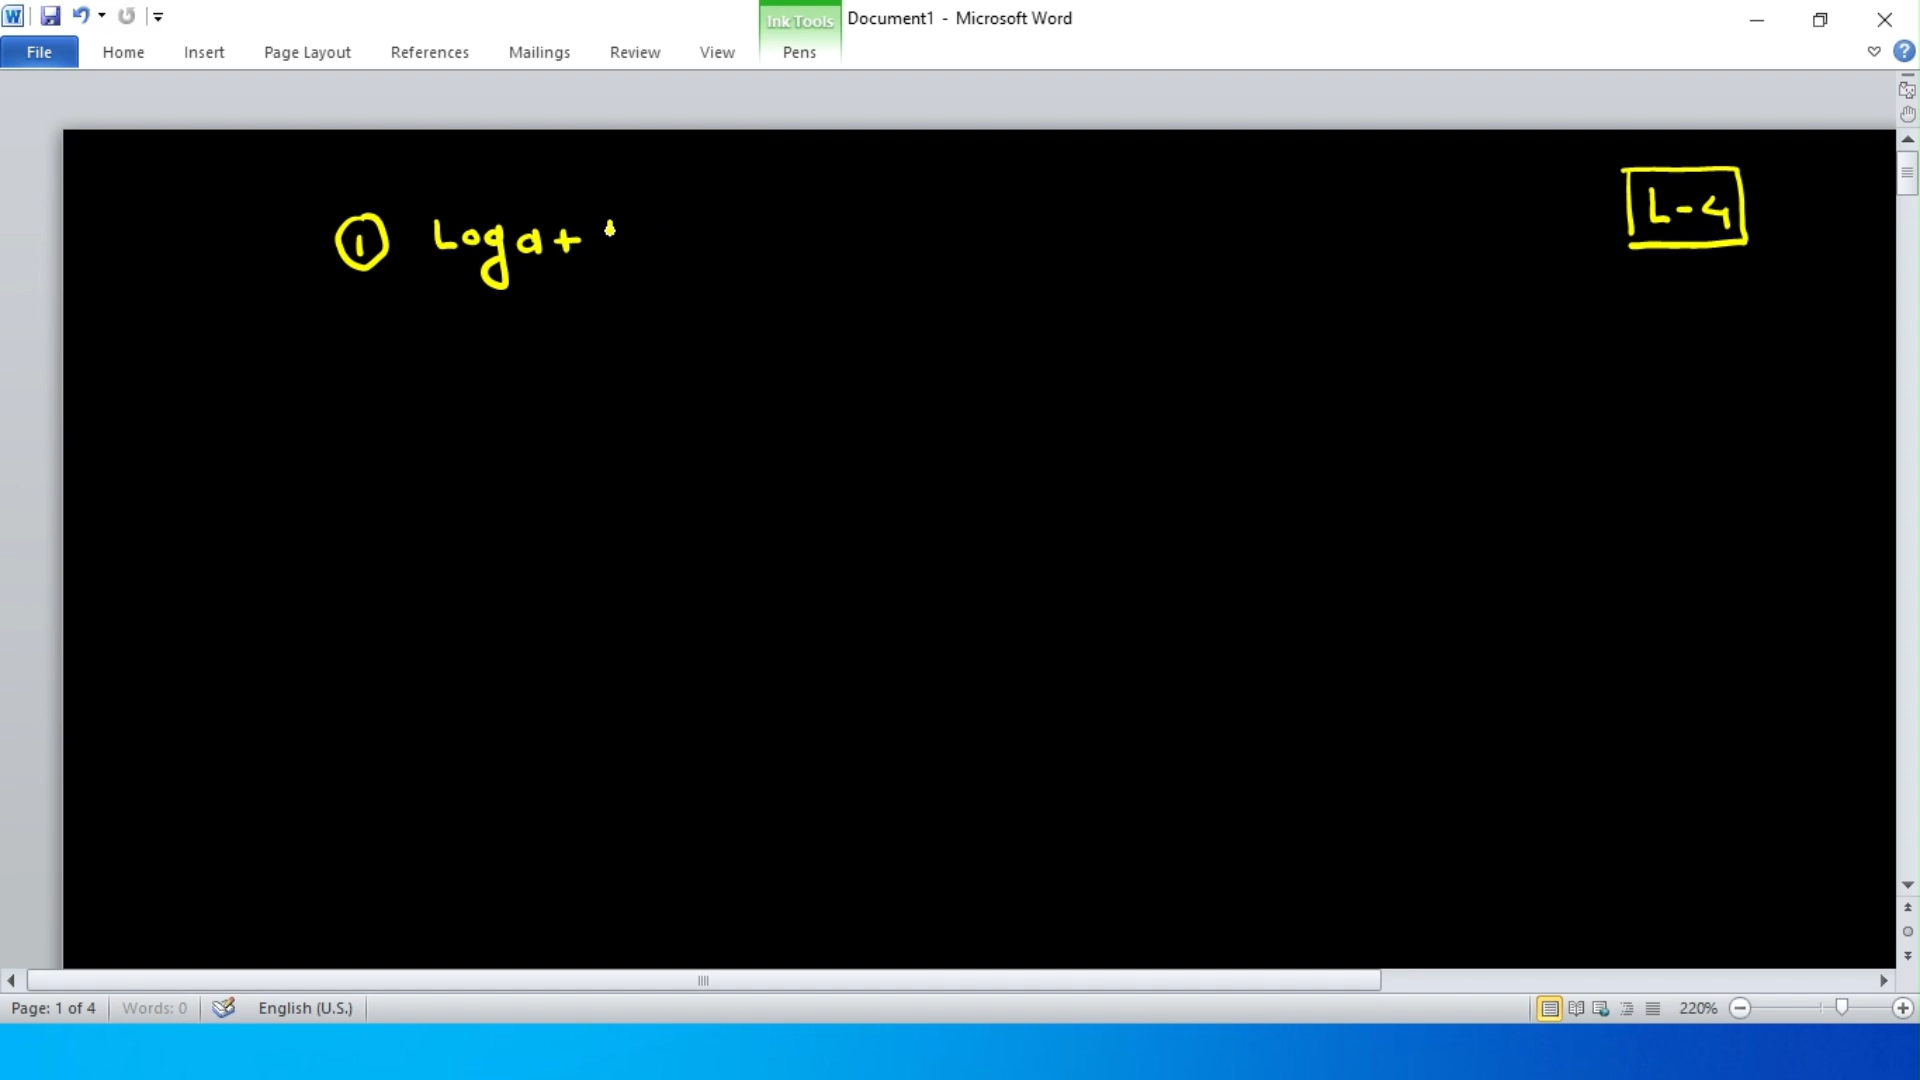 Ink Tools Document1 - Microsoft Word
File Home Insert Page Layout References Mailings Review View Pens
L-4
① Log a +
Page: 1 of 4 Words: 0 English (U.S.) 220%